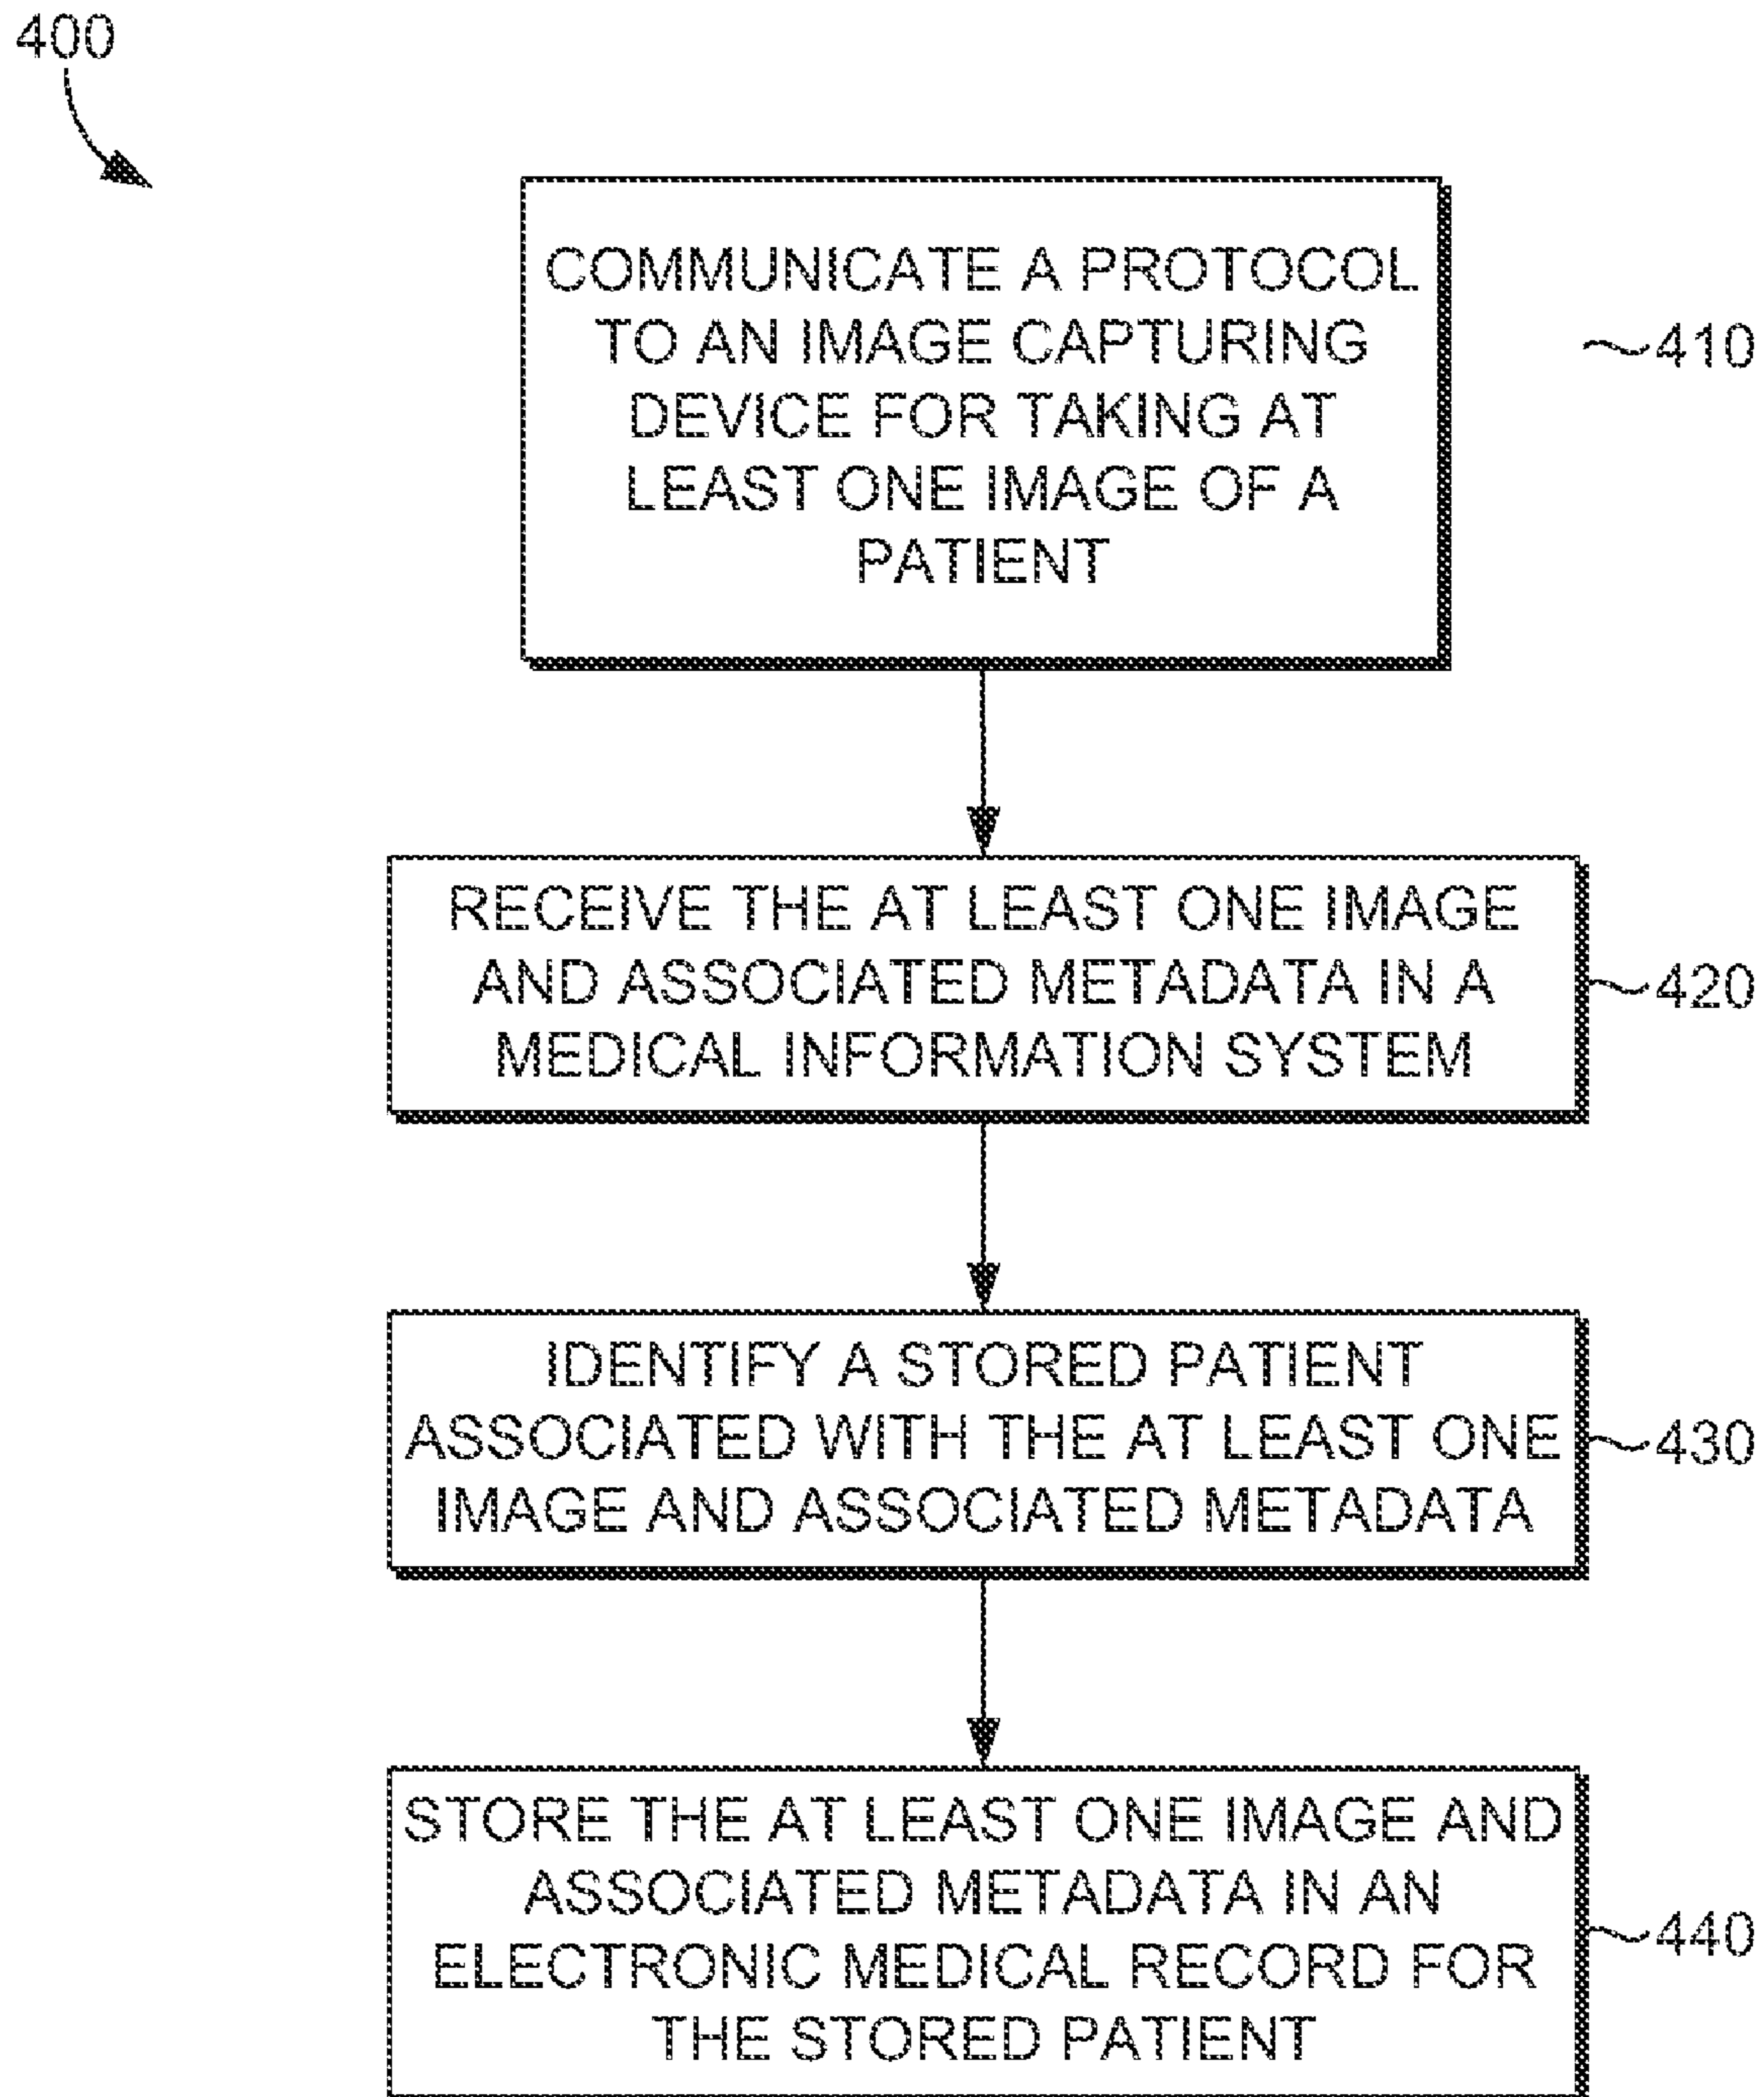 400
COMMUNICATE A PROTOCOL
TO AN IMAGE CAPTURING
DEVICE FOR TAKING AT
LEAST ONE IMAGE OF A
PATIENT
410
RECEIVE THE AT LEAST ONE IMAGE
AND ASSOCIATED METADATA IN A
MEDICAL INFORMATION SYSTEM
420
IDENTIFY A STORED PATIENT
ASSOCIATED WITH THE AT LEAST ONE
IMAGE AND ASSOCIATED METADATA
430
STORE THE AT LEAST ONE IMAGE AND
ASSOCIATED METADATA IN AN
ELECTRONIC MEDICAL RECORD FOR
THE STORED PATIENT
440